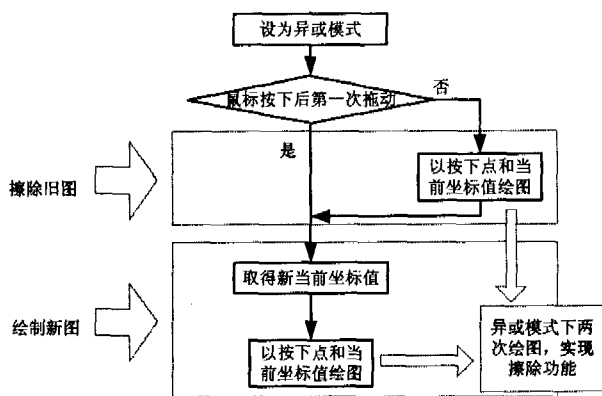 设为异或模式
鼠标按下后第一次拖动
否
是
擦除旧图
以按下点和当
前坐标值绘图
取得新当前坐标值
绘制新图
以按下点和当
前坐标值绘图
异或模式下两
次绘图，实现
擦除功能